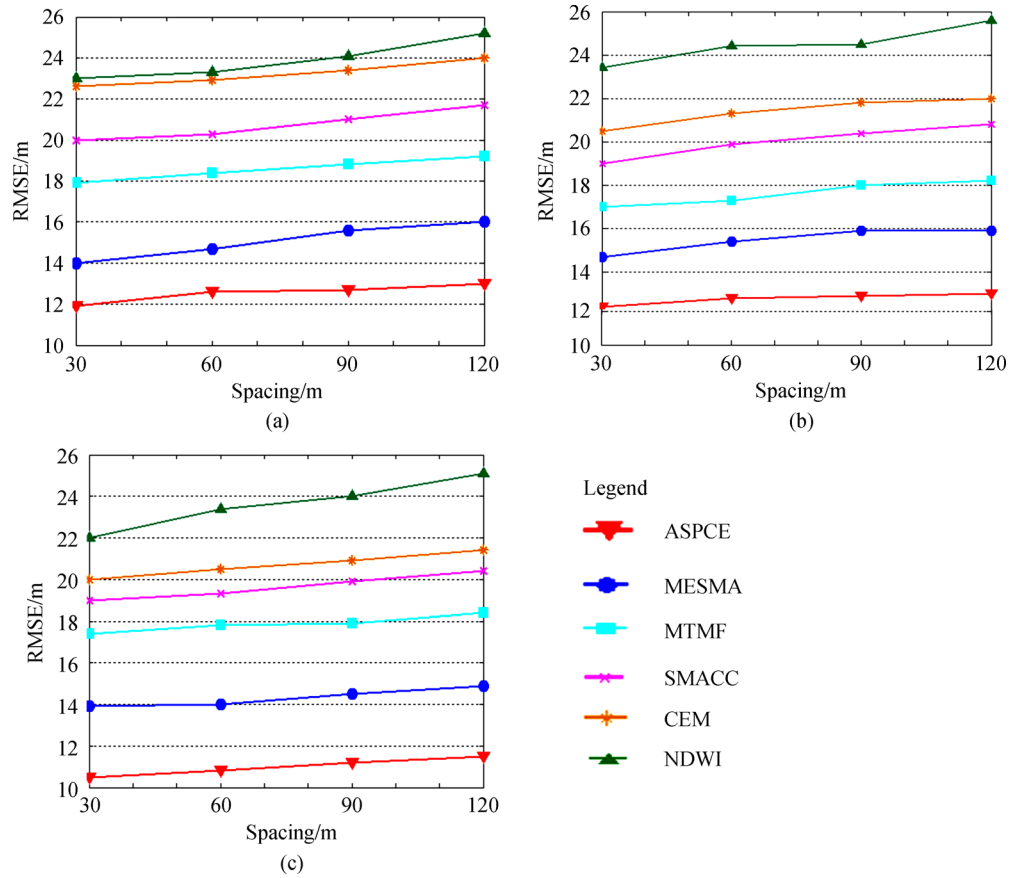 26
24
22
20
18
16
14
12
10
RMSE/m
30 60 90 120
Spacing/m
(a)
26
24
22
20
18
16
14
12
10
RMSE/m
30 60 90 120
Spacing/m
(b)
26
24
22
20
18
16
14
12
10
RMSE/m
30 60 90 120
Spacing/m
(c)
Legend
ASPCE
MESMA
MTMF
SMACC
CEM
NDWI